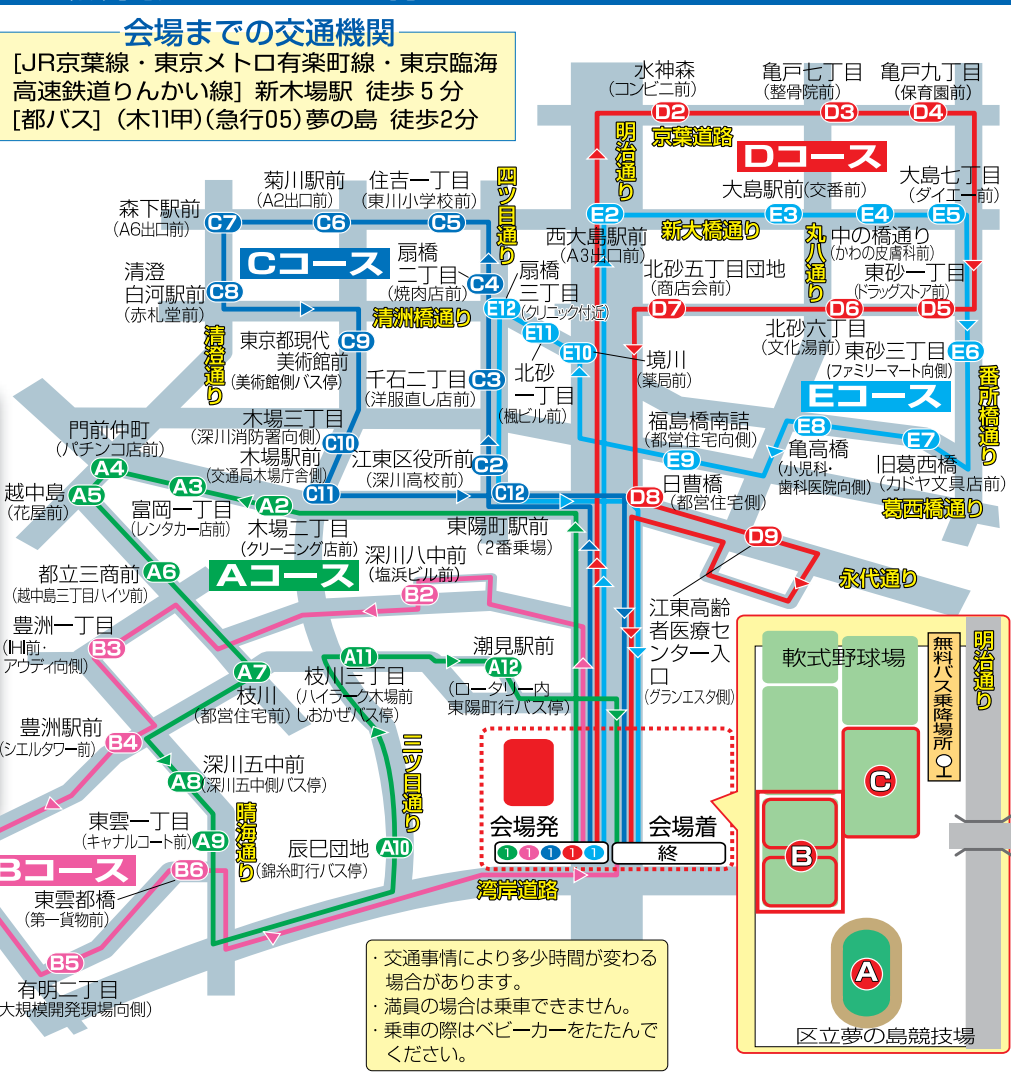 会場までの交通機関
[JR京葉線・東京メトロ有楽町線・東京臨海
高速鉄道りんかい線] 新木場駅 徒歩5分
[都バス] (木11甲)(急行05)夢の島 徒歩2分
水神森
(コンビニ前)
亀戸七丁目
(整骨院前)
亀戸九丁目
(保育園前)
D2
D3
D4
明治通り
京葉道路
Dコース
四ツ目通り
菊川駅前
(A2出口前)
住吉一丁目
(東川小学校前)
大島駅前(交番前)
大島七丁目
(ダイエー前)
森下駅前
(A6出口前)
C7
C6
C5
E2
E3
E4
E5
新大橋通り
丸八通り
西大島駅前
(A3出口前)
中の橋通り
(かわの皮膚科前)
Cコース
扇橋
二丁目
(焼肉店前)
C4
扇橋
三丁目
(クリニック付近)
北砂五丁目団地
(商店会前)
東砂一丁目
(ドラッグストア前)
清澄
白河駅前
(赤札堂前)
C8
清洲橋通り
E12
D7
D6
D5
清澄通り
東京都現代
美術館前
(美術館側バス停)
C9
E11
E10
北砂
一丁目
(楓ビル前)
境川
(薬局前)
北砂六丁目
(文化湯前)
東砂三丁目
(ファミリーマート向側)
E6
番所橋通り
Eコース
千石二丁目
(洋服直し店前)
C3
木場三丁目
(深川消防署向側)
C10
福島橋南詰
(都営住宅向側)
E8
E7
亀高橋
(小児科・
歯科医院向側)
旧葛西橋
(カドヤ文具店前)
葛西橋通り
門前仲町
(パチンコ店前)
木場駅前
(交通局木場庁舎側)
C11
江東区役所前
(深川高校前)
C2
E9
日曹橋
(都営住宅側)
A4
A3
A2
C12
D8
越中島
(花屋前)
A5
富岡一丁目
(レンタカー店前)
木場二丁目
(クリーニング店前)
東陽町駅前
(2番乗場)
D9
永代通り
都立三商前
(越中島三丁目ハイツ前)
A6
Aコース
深川八中前
(塩浜ビル前)
B2
江東高齢
者医療セ
ンター入
口
(グランエスタ側)
豊洲一丁目
(IHI前・
アウディ向側)
B3
A7
枝川
(都営住宅前)
枝川三丁目
(ハイラーク木場前
しおかぜバス停)
A11
潮見駅前
A12
(ロータリー内
東陽町行バス停)
豊洲駅前
(シエルタワー前)
B4
深川五中前
(深川五中側バス停)
A8
三ツ目通り
東雲一丁目
(キャナルコート前)
A9
晴海通り
辰巳団地
(錦糸町行バス停)
A10
会場発
1 1 1 1 1
会場着
終
Bコース
東雲都橋
(第一貨物前)
B6
湾岸道路
B5
有明二丁目
(大規模開発現場向側)
・交通事情により多少時間が変わる
場合があります。
・満員の場合は乗車できません。
・乗車の際はベビーカーをたたんで
ください。
軟式野球場
無料バス乗降場所
明治通り
C
B
A
区立夢の島競技場